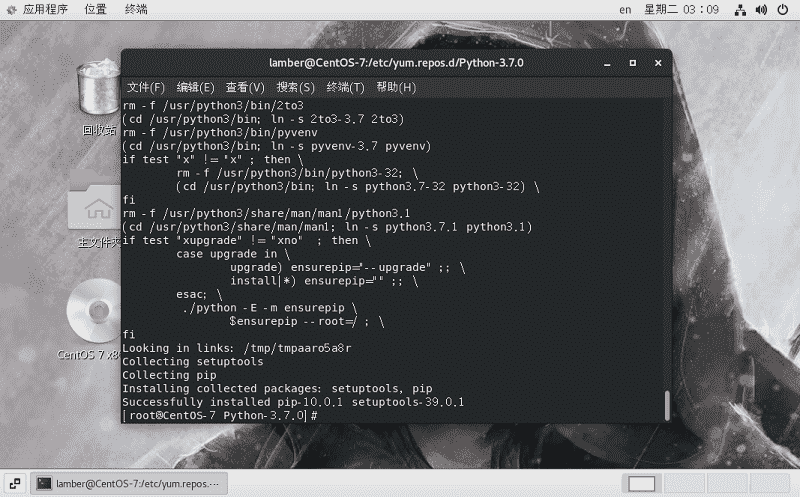 应用程序 位置 终端 en 星期二 03：09
lamber@CentOS-7:/etc/yum.repos.d/Python-3.7.0
文件(F) 编辑(E) 查看(V) 搜索(S) 终端(T) 帮助(H)
rm -f /usr/python3/bin/2to3
(cd /usr/python3/bin; ln -s 2to3-3.7 2to3)
rm -f /usr/python3/bin/pyvenv
(cd /usr/python3/bin; ln -s pyvenv-3.7 pyvenv)
if test "x" != "x" ; then \
rm -f /usr/python3/bin/python3-32; \
(cd /usr/python3/bin; ln -s python3.7-32 python3-32) \
fi
rm -f /usr/python3/share/man/man1/python3.1
(cd /usr/python3/share/man/man1; ln -s python3.7.1 python3.1)
if test "xupgrade" != "xno"  ; then \
case upgrade in \
upgrade) ensurepip="--upgrade" ;; \
install|*) ensurepip="" ;; \
esac; \
./python -E -m ensurepip \
$ensurepip --root=/ ; \
fi
Looking in links: /tmp/tmpaaro5a8r
Collecting setuptools
Collecting pip
Installing collected packages: setuptools, pip
Successfully installed pip-10.0.1 setuptools-39.0.1
[root@CentOS-7 Python-3.7.0]#
回收站
主文件夹
CentOS 7 x8
lamber@CentOS-7:/etc/yum.repos.···